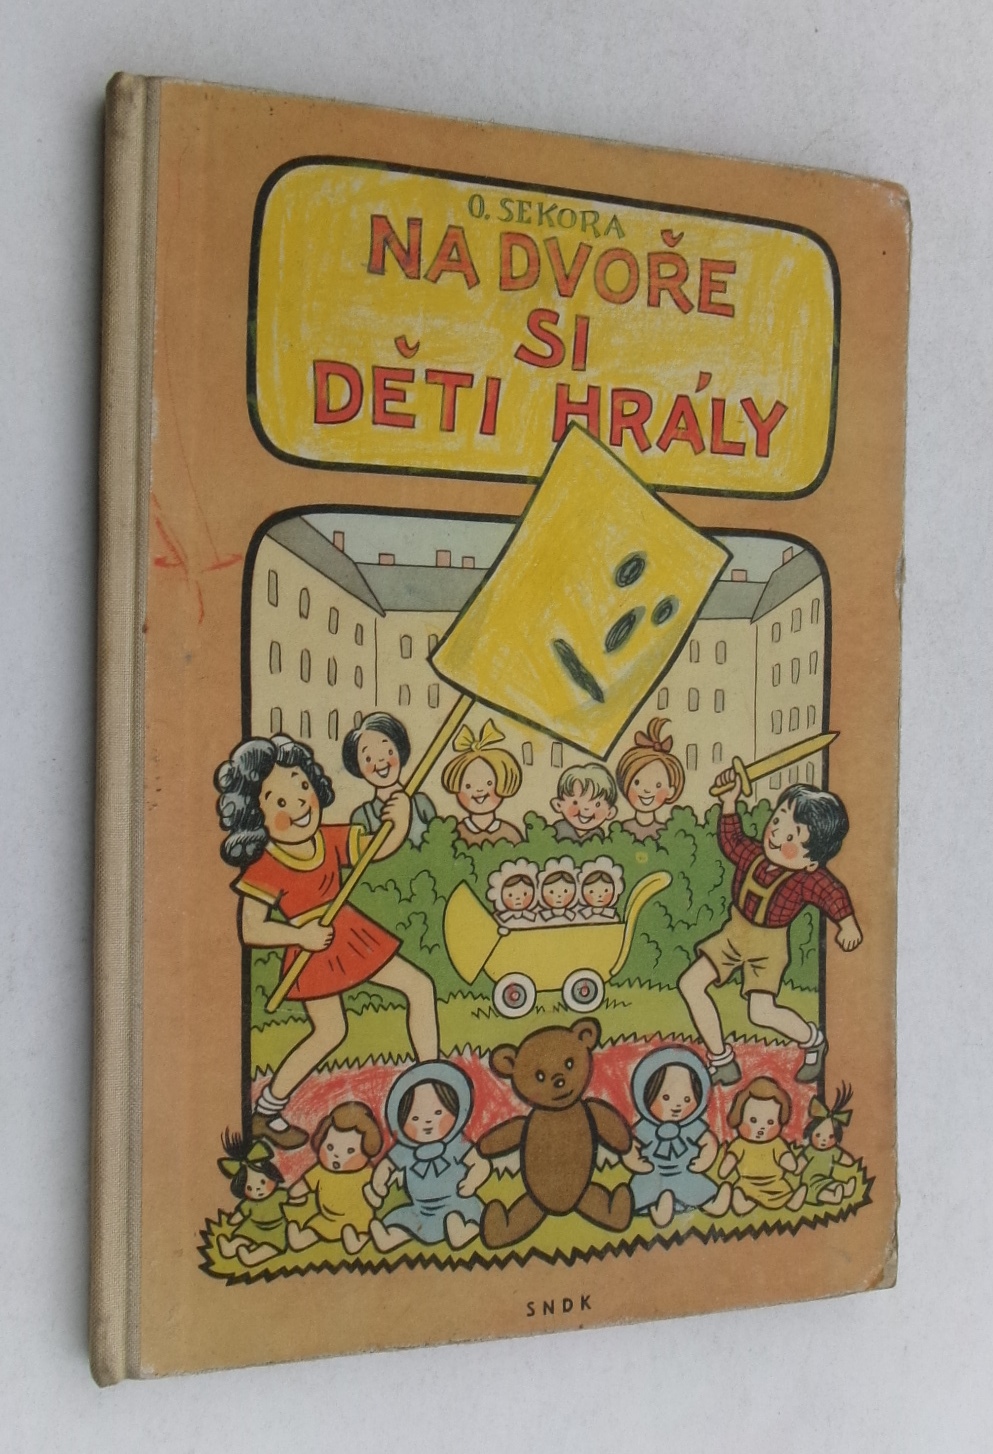 O. SEKORA
NA DVOŘE
SI
DĚTI HRÁLY
SNDK